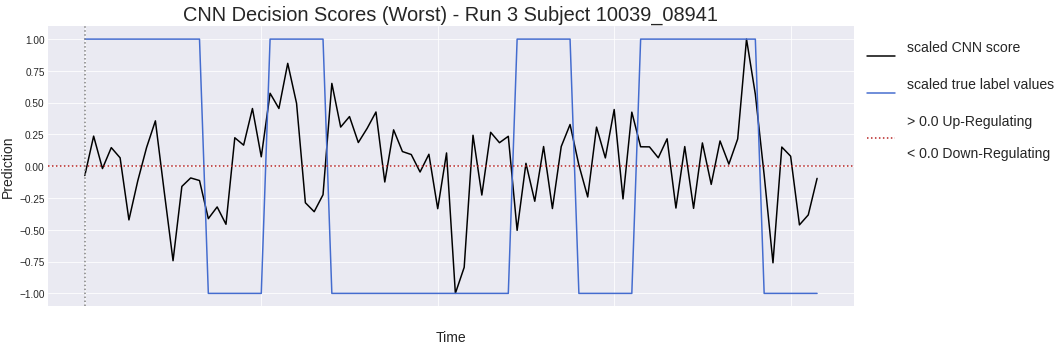 CNN Decision Scores (Worst) - Run 3 Subject 10039_08941
1.00
0.75
0.50
0.25
0.00
−0.25
−0.50
−0.75
−1.00
Prediction
Time
scaled CNN score
scaled true label values
> 0.0 Up-Regulating
< 0.0 Down-Regulating